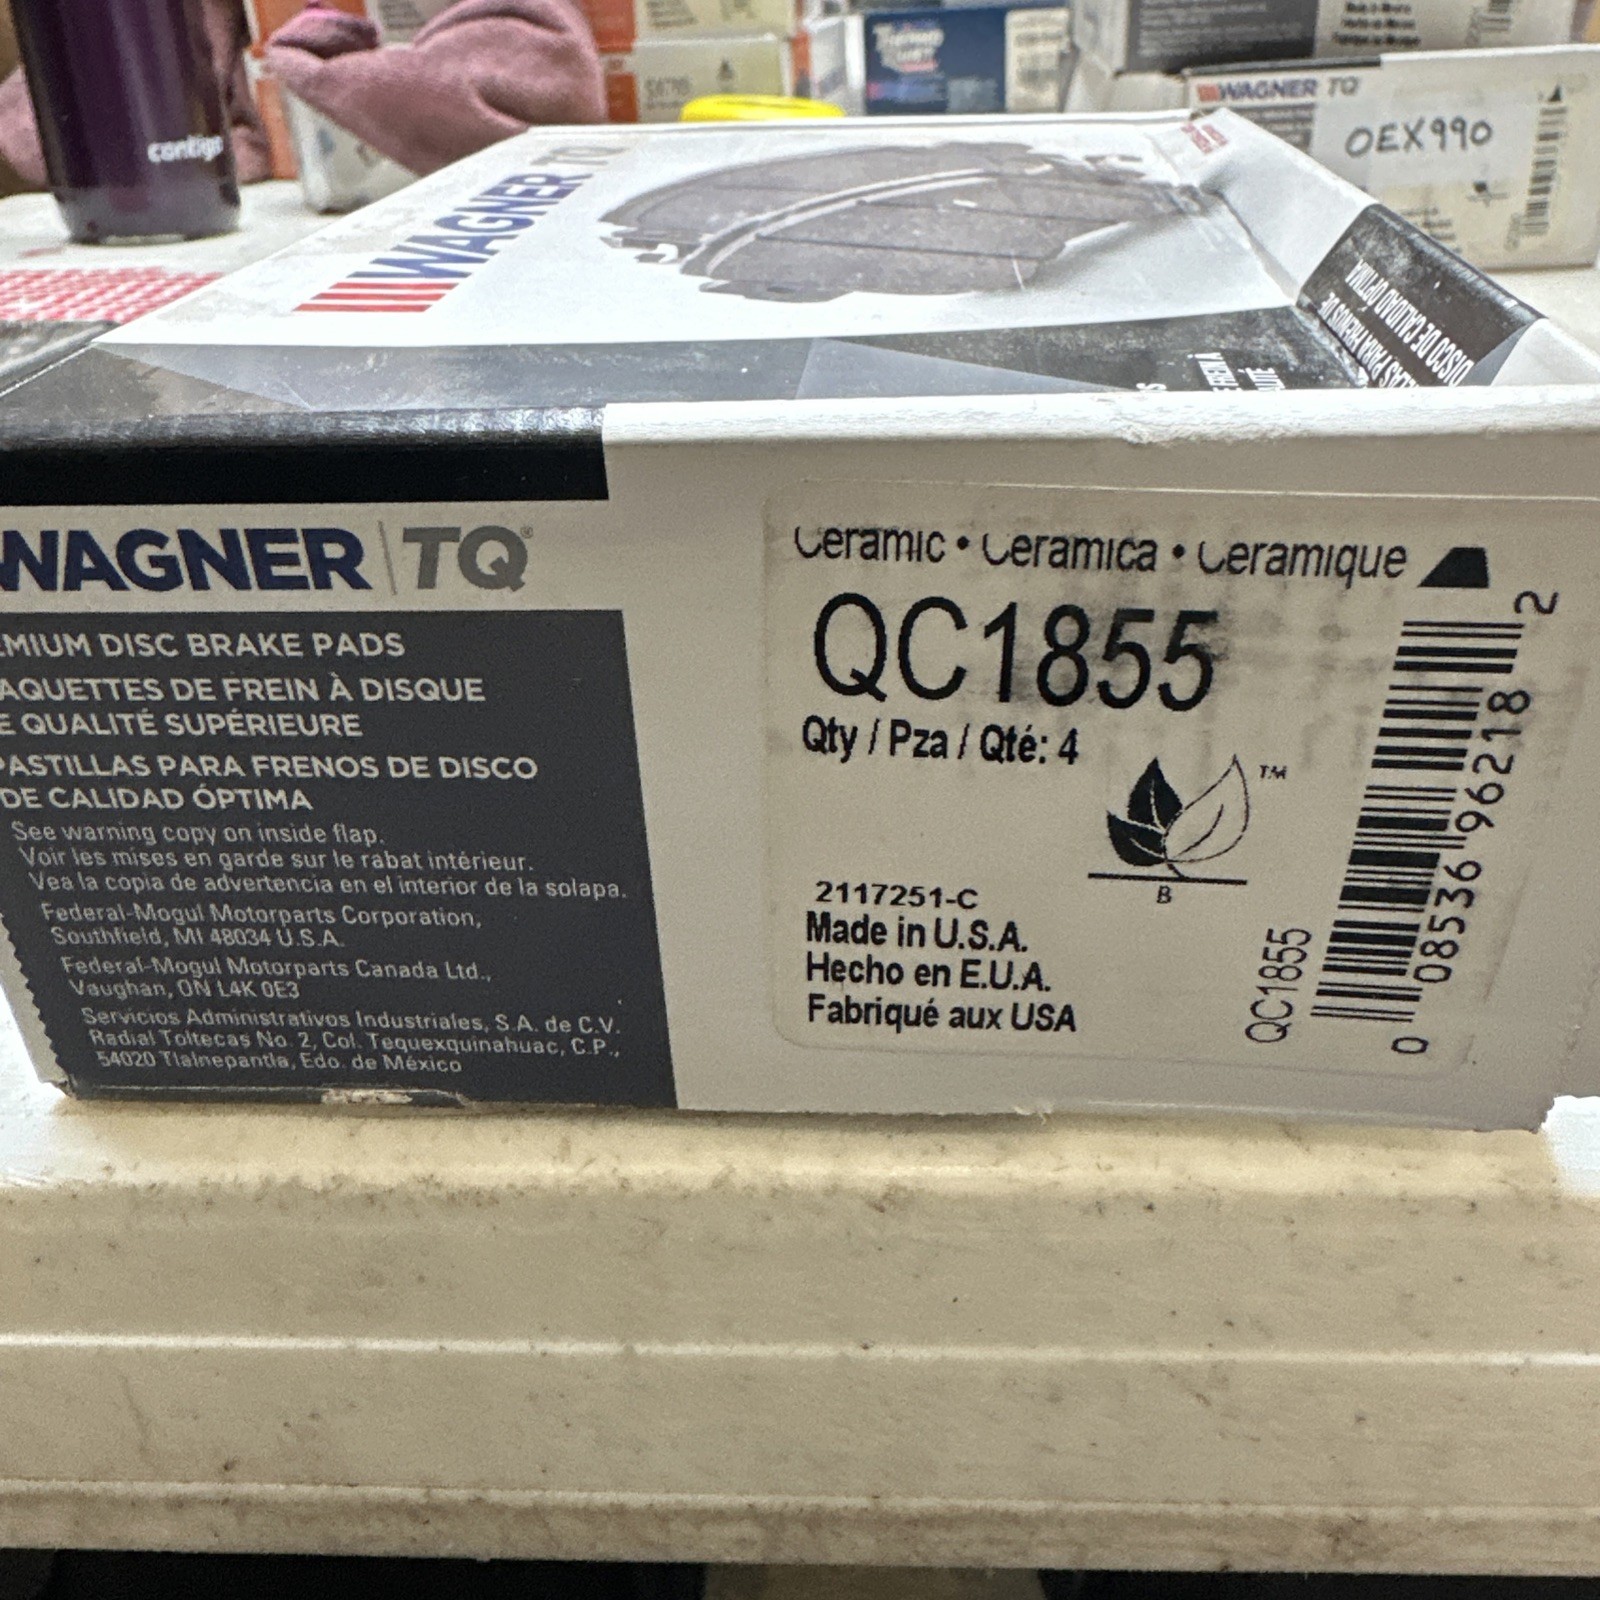 contigo
WAGNER TQ
OEX990
WAGNER TQ
DISCO DE CALIDAD ÓPTIMA
WAGNER TQ®
MIUM DISC BRAKE PADS
AQUETTES DE FREIN À DISQUE
E QUALITÉ SUPÉRIEURE
PASTILLAS PARA FRENOS DE DISCO
DE CALIDAD ÓPTIMA
See warning copy on inside flap.
Voir les mises en garde sur le rabat intérieur.
Vea la copia de advertencia en el interior de la solapa.
Federal-Mogul Motorparts Corporation,
Southfield, MI 48034 U.S.A.
Federal-Mogul Motorparts Canada Ltd.,
Vaughan, ON L4K 0E3
Servicios Administrativos Industriales, S.A. de C.V.
Radial Toltecas No. 2, Col. Tequexquinahuac, C.P.,
54020 Tlalnepantla, Edo. de México
Ceramic • Ceramica • Ceramique
QC1855
Qty / Pza / Qté: 4
TM
B
2117251-C
Made in U.S.A.
Hecho en E.U.A.
Fabriqué aux USA
QC1855
0 08536 96218 2